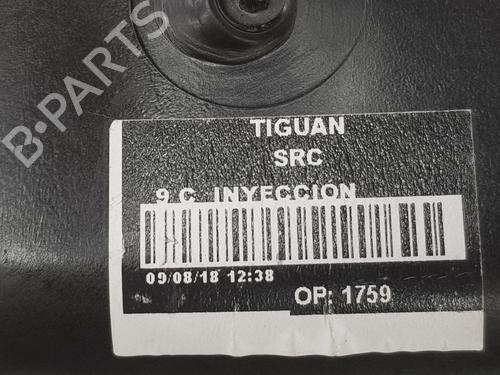 B-PARTS
TIGUAN
SRC
9 C. INYECCIÓN
09/08/18 12:38
OP: 1759